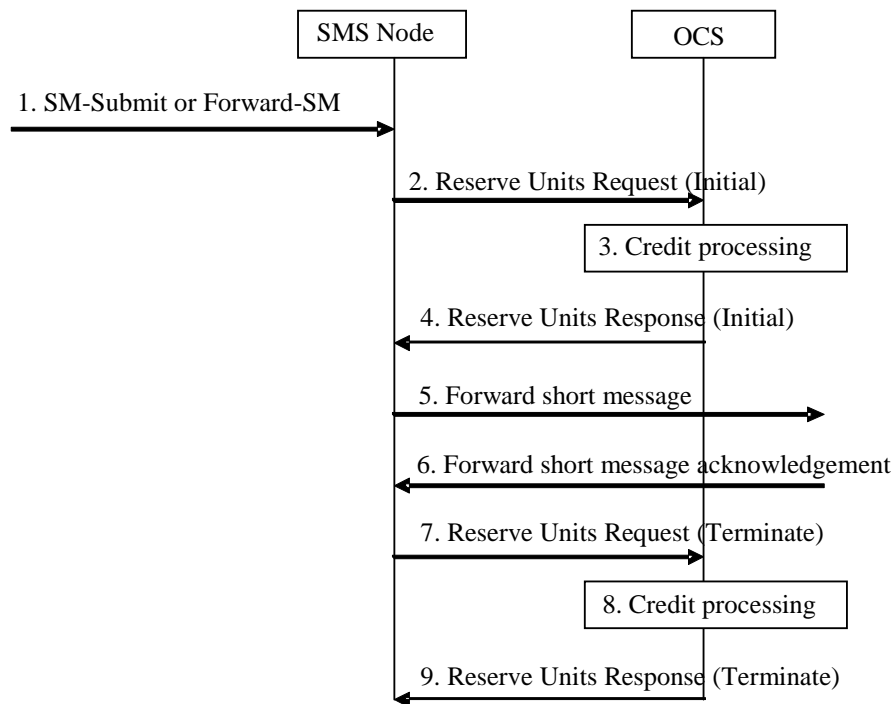 SMS Node
OCS
1. SM-Submit or Forward-SM
2. Reserve Units Request (Initial)
3. Credit processing
4. Reserve Units Response (Initial)
5. Forward short message
6. Forward short message acknowledgement
7. Reserve Units Request (Terminate)
8. Credit processing
9. Reserve Units Response (Terminate)